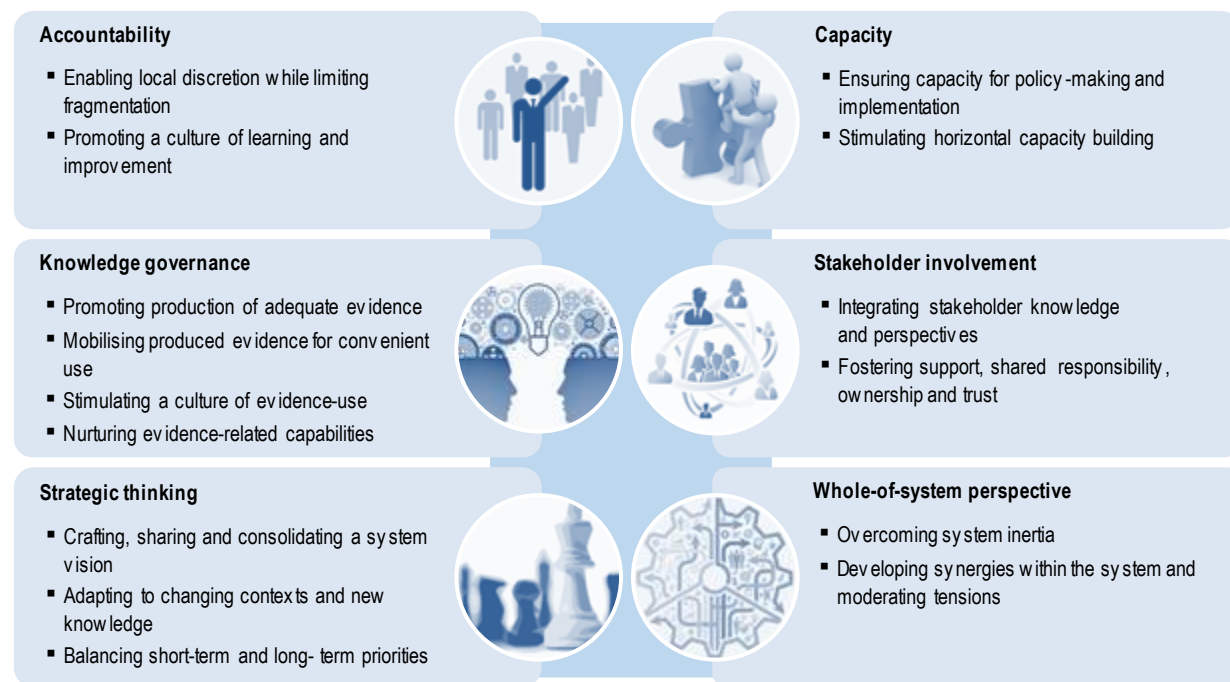 Accountability
▪ Enabling local discretion while limiting
fragmentation
▪ Promoting a culture of learning and
improvement
Capacity
▪ Ensuring capacity for policy-making and
implementation
▪ Stimulating horizontal capacity building
Knowledge governance
▪ Promoting production of adequate evidence
▪ Mobilising produced evidence for convenient
use
▪ Stimulating a culture of evidence-use
▪ Nurturing evidence-related capabilities
Stakeholder involvement
▪ Integrating stakeholder knowledge
and perspectives
▪ Fostering support, shared responsibility,
ownership and trust
Strategic thinking
▪ Crafting, sharing and consolidating a system
vision
▪ Adapting to changing contexts and new
knowledge
▪ Balancing short-term and long- term priorities
Whole-of-system perspective
▪ Overcoming system inertia
▪ Developing synergies within the system and
moderating tensions